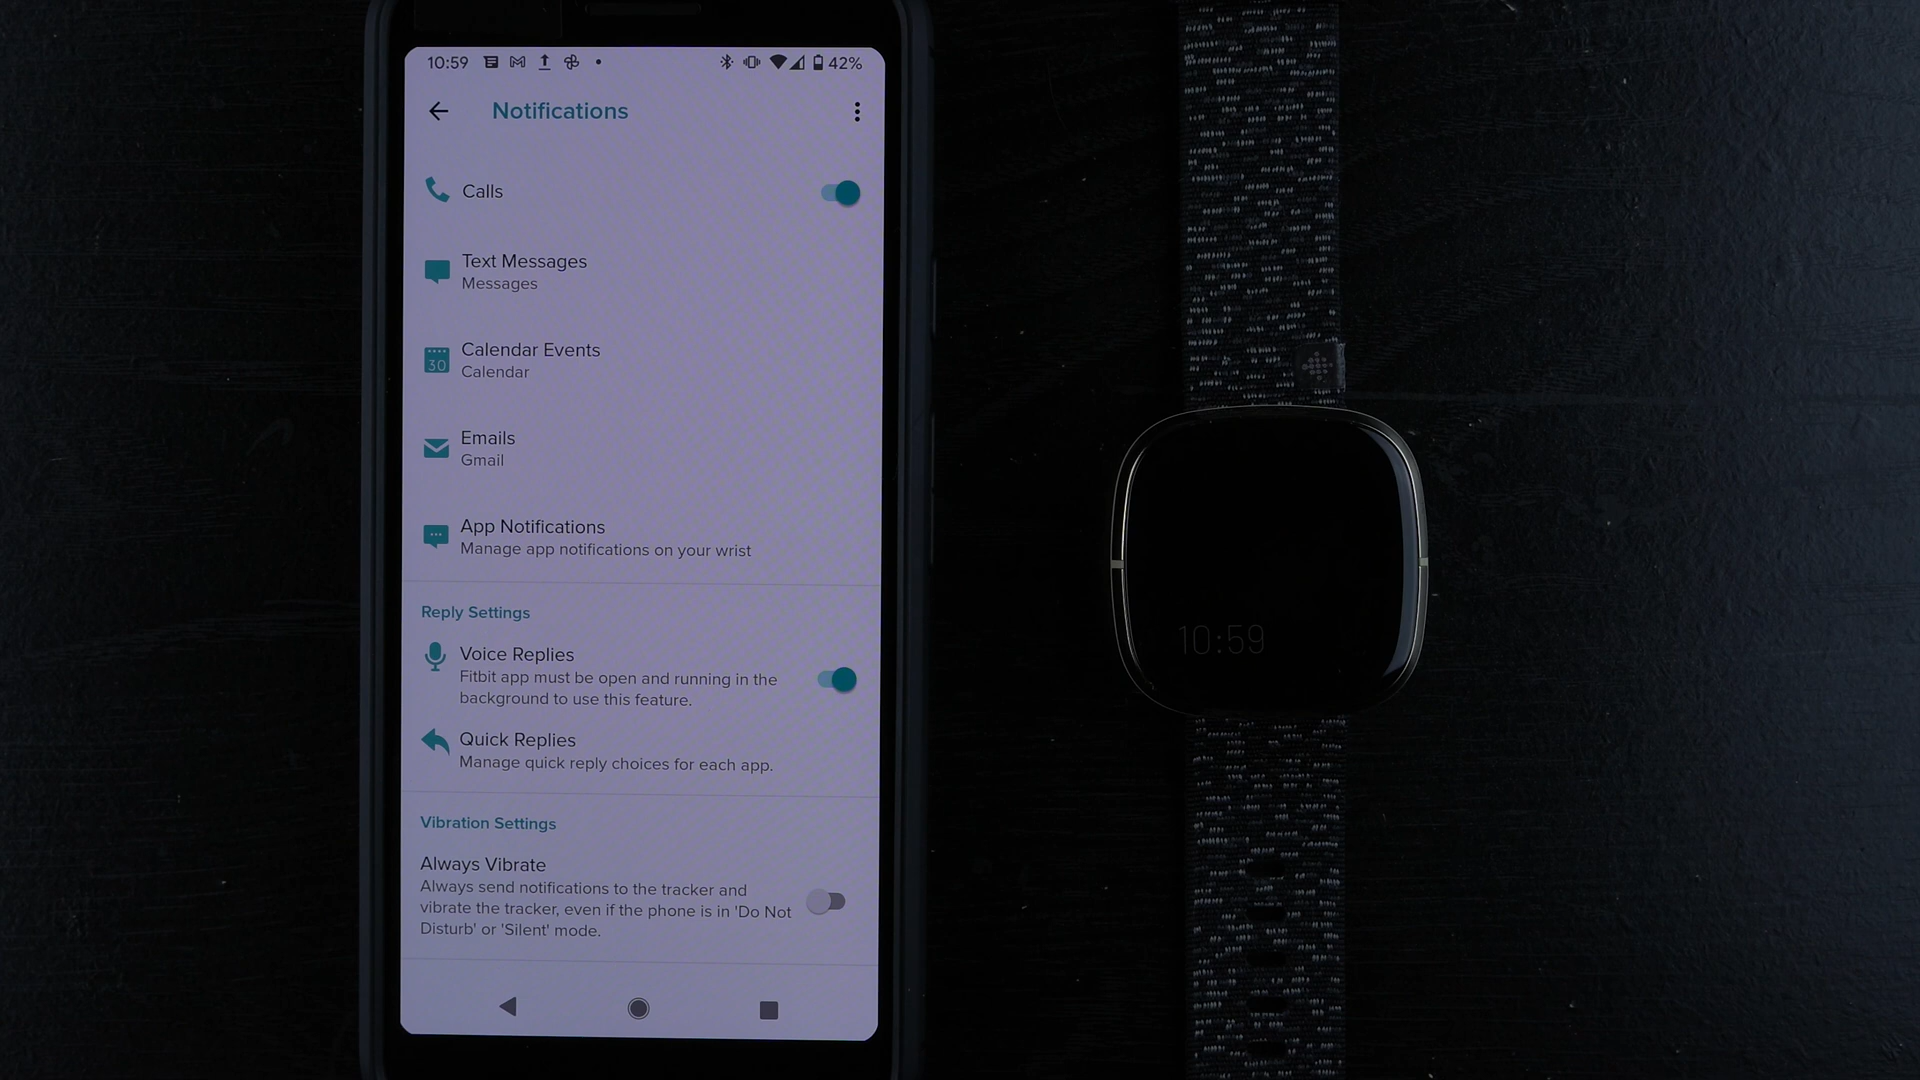 10:59
42%
Notifications
Calls
Text Messages
Messages
30
Calendar Events
Calendar
Emails
Gmail
App Notifications
Manage app notifications on your wrist
Reply Settings
Voice Replies
Fitbit app must be open and running in the
background to use this feature.
Quick Replies
Manage quick reply choices for each app.
Vibration Settings
Always Vibrate
Always send notifications to the tracker and
vibrate the tracker, even if the phone is in 'Do Not
Disturb' or 'Silent' mode.
10:59